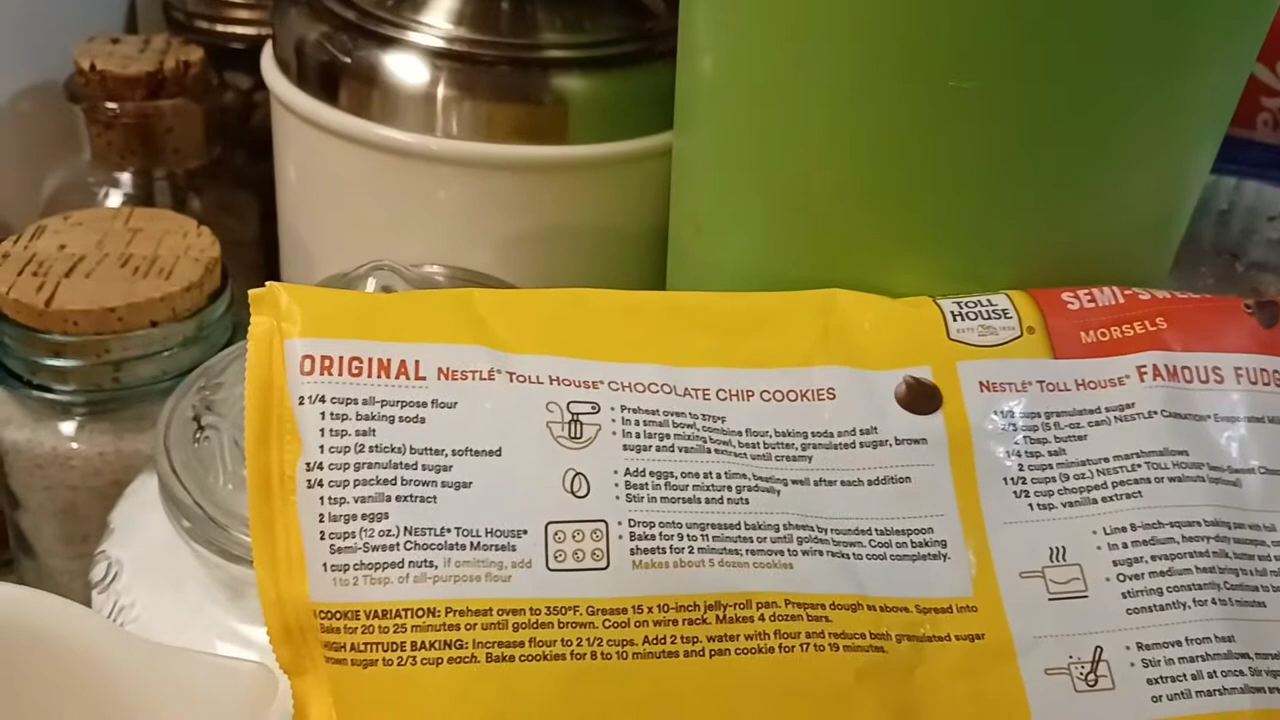 TOLL
HOUSE
SEMI-SWEE
MORSELS
ORIGINAL NESTLÉ® TOLL HOUSE® CHOCOLATE CHIP COOKIES
2 1/4 cups all-purpose flour
1 tsp. baking soda
1 tsp. salt
1 cup (2 sticks) butter, softened
3/4 cup granulated sugar
3/4 cup packed brown sugar
1 tsp. vanilla extract
2 large eggs
2 cups (12 oz.) NESTLÉ® TOLL HOUSE®
Semi-Sweet Chocolate Morsels
1 cup chopped nuts, if omitting, add
1 to 2 Tbsp. of all-purpose flour
• Preheat oven to 375°F
• In a small bowl, combine flour, baking soda and salt
• In a large mixing bowl, beat butter, granulated sugar, brown
sugar and vanilla extract until creamy
• Add eggs, one at a time, beating well after each addition
• Beat in flour mixture gradually
• Stir in morsels and nuts
• Drop onto ungreased baking sheets by rounded tablespoon
• Bake for 9 to 11 minutes or until golden brown. Cool on baking
sheets for 2 minutes; remove to wire racks to cool completely.
Makes about 5 dozen cookies
COOKIE VARIATION: Preheat oven to 350°F. Grease 15 x 10-inch jelly-roll pan. Prepare dough as above. Spread into
Bake for 20 to 25 minutes or until golden brown. Cool on wire rack. Makes 4 dozen bars.
HIGH ALTITUDE BAKING: Increase flour to 2 1/2 cups. Add 2 tsp. water with flour and reduce both granulated sugar
brown sugar to 2/3 cup each. Bake cookies for 8 to 10 minutes and pan cookie for 17 to 19 minutes.
NESTLÉ® TOLL HOUSE® FAMOUS FUDG
1 1/2 cups granulated sugar
2/3 cup (5 fl.-oz. can) NESTLÉ® CARNATION® Evaporated Mi
2 Tbsp. butter
1/4 tsp. salt
2 cups miniature marshmallows
1 1/2 cups (9 oz.) NESTLÉ® TOLL HOUSE® Semi-Sweet Cho
1/2 cup chopped pecans or walnuts (optional)
1 tsp. vanilla extract
• Line 8-inch-square baking pan with foil
• In a medium, heavy-duty saucepan, co
sugar, evaporated milk, butter and s
• Over medium heat bring to a full ro
stirring constantly. Continue to bo
constantly, for 4 to 5 minutes
• Remove from heat
• Stir in marshmallows, morse
extract all at once. Stir vigo
or until marshmallows are